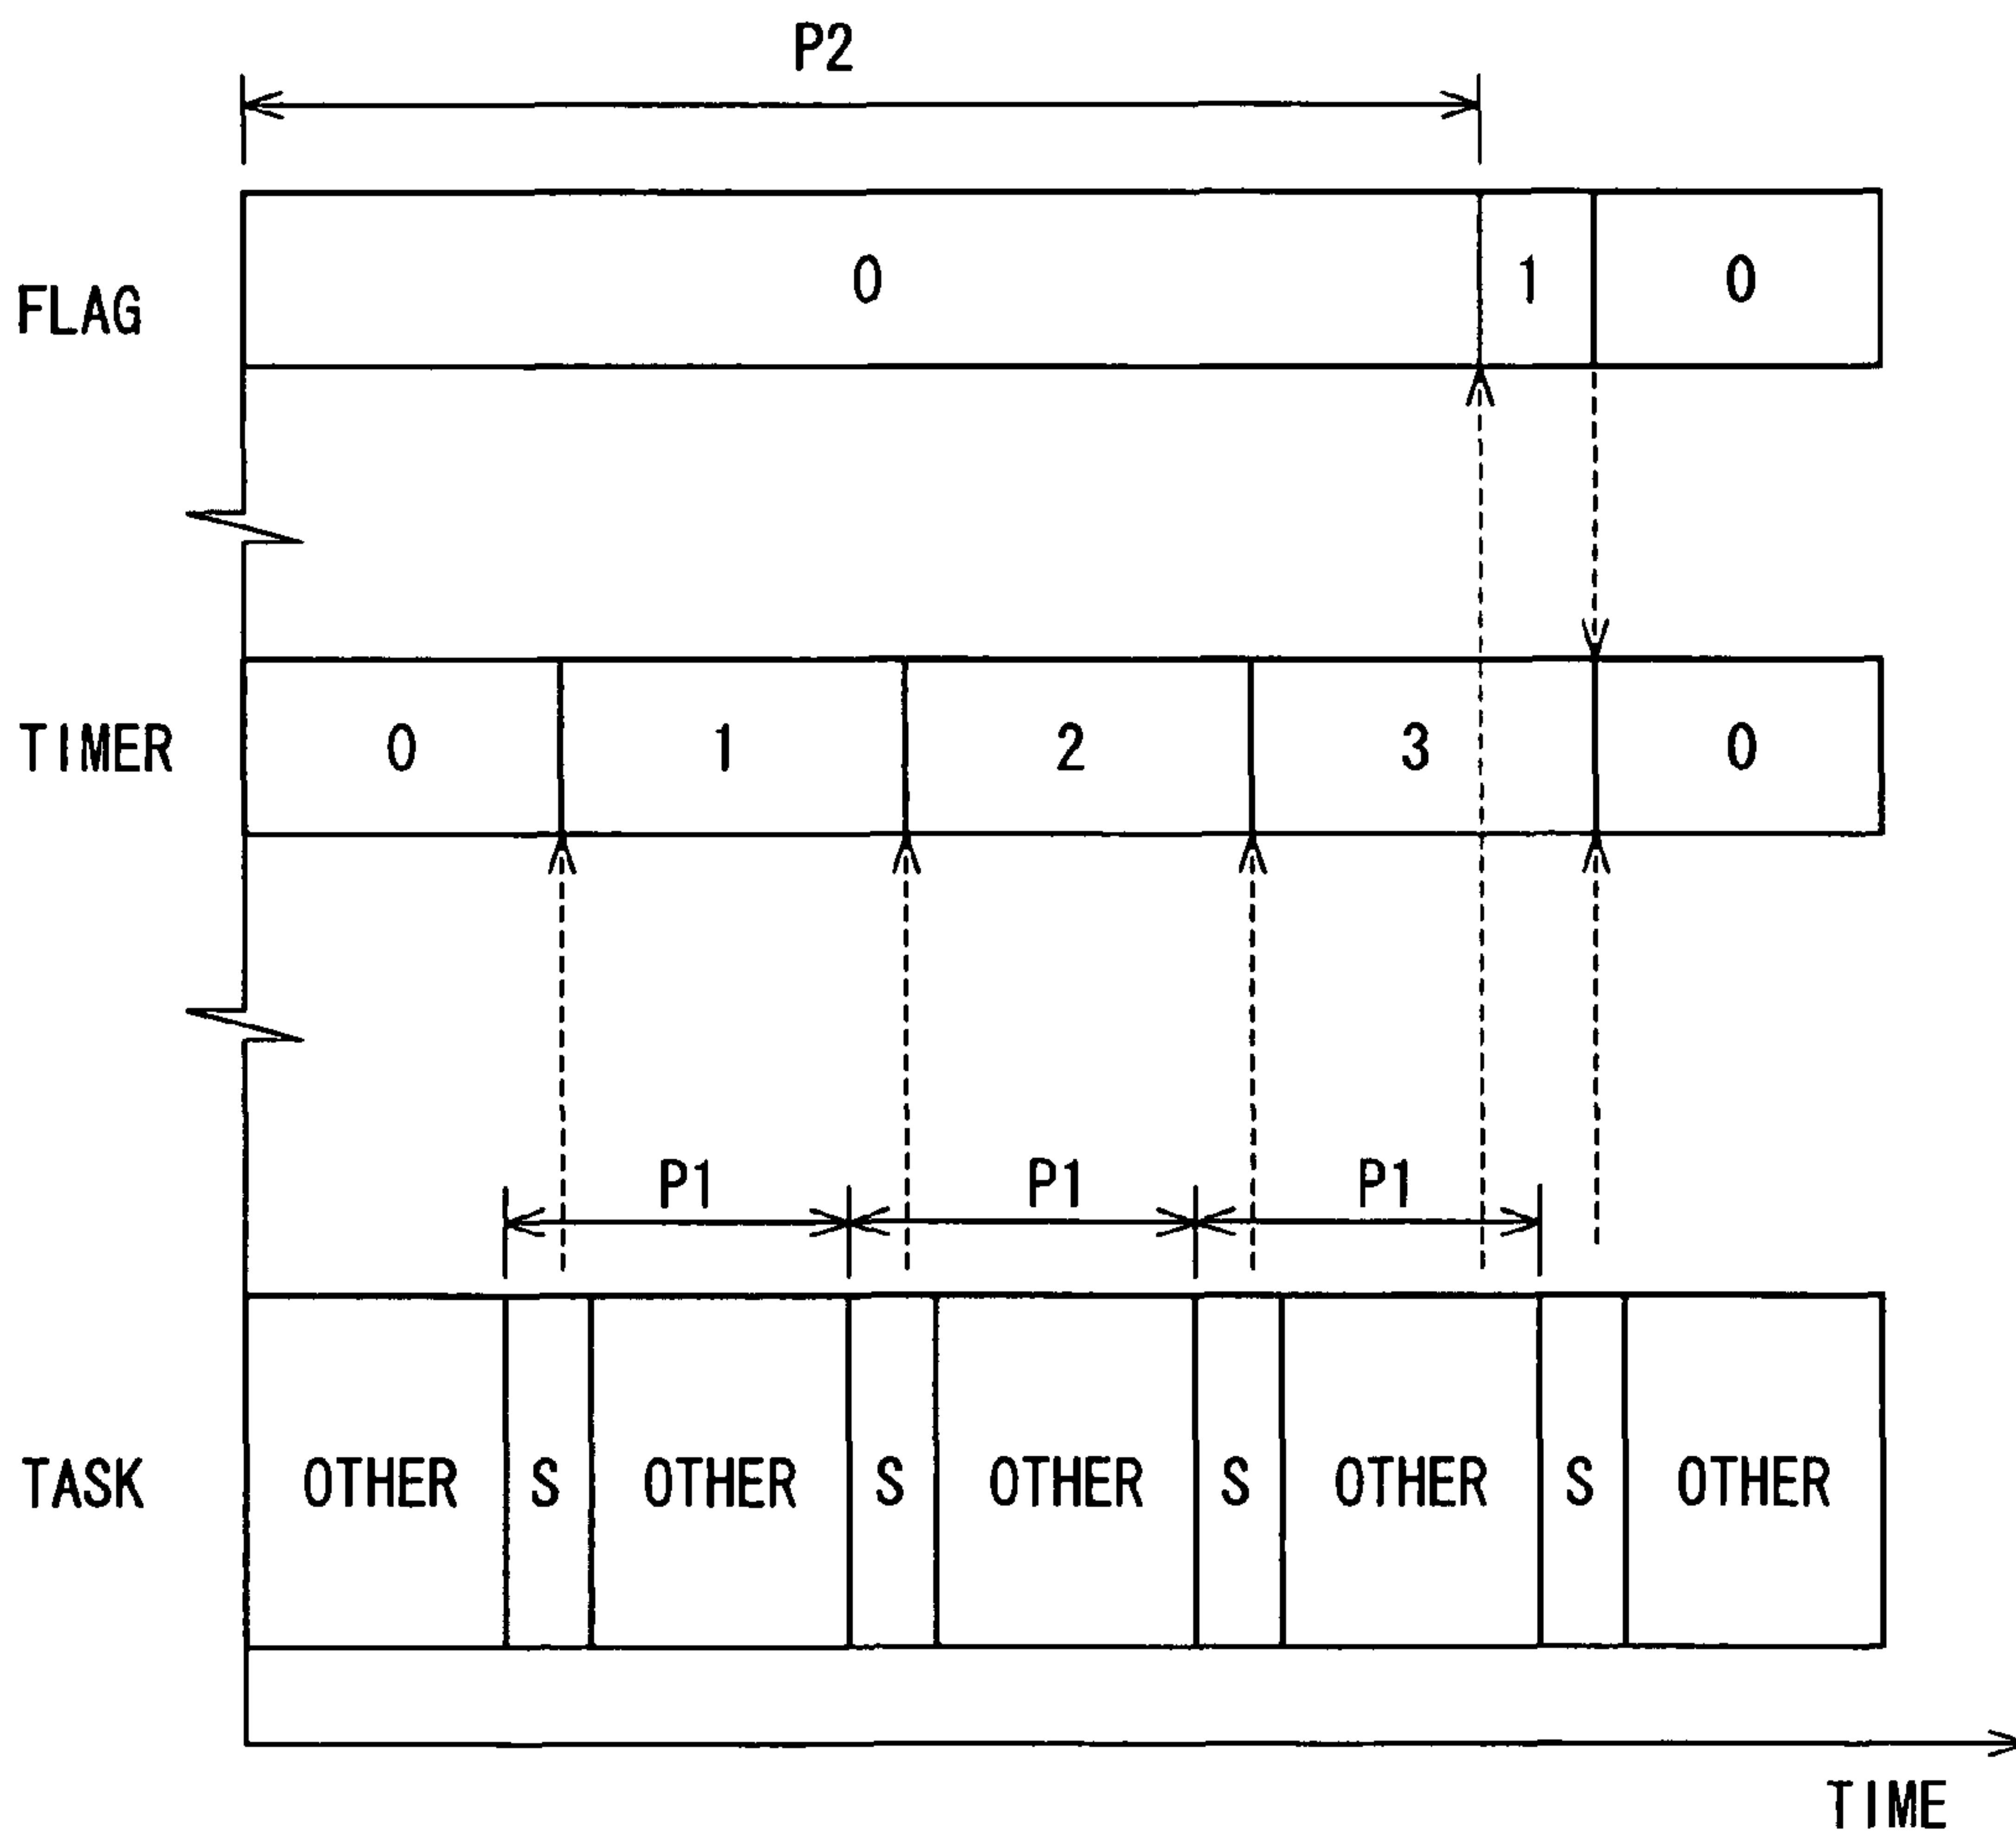 P2
FLAG 0 1 0
TIMER 0 1 2 3 0
P1 P1 P1
TASK OTHER S OTHER S OTHER S OTHER S OTHER
TIME